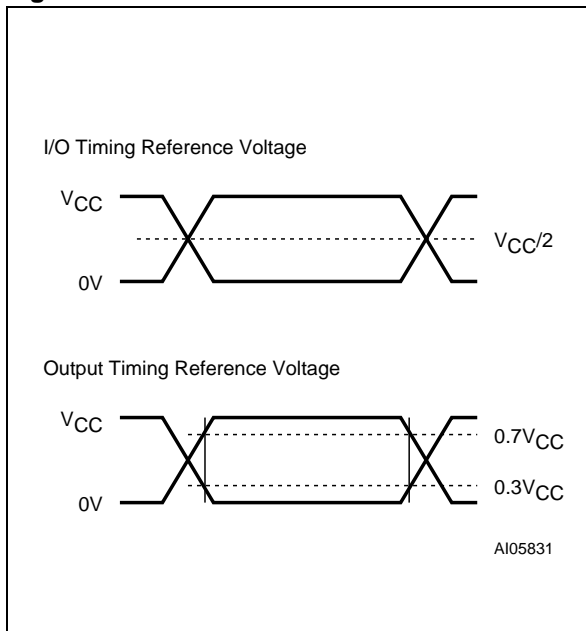 I/O Timing Reference Voltage
VCC
VCC/2
0V
Output Timing Reference Voltage
VCC
0.7VCC
0.3VCC
0V
AI05831